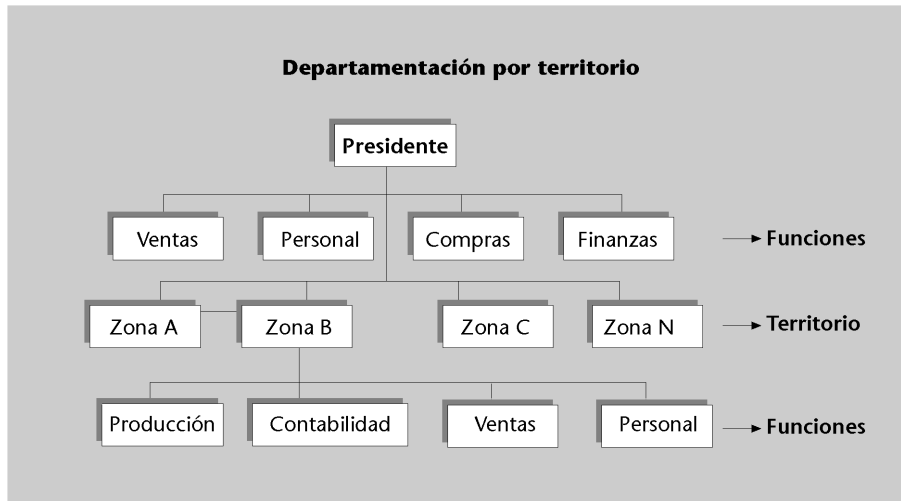 Departamentación por territorio
Presidente
Ventas
Personal
Compras
Finanzas
Funciones
Zona A
Zona B
Zona C
Zona N
Territorio
Producción
Contabilidad
Ventas
Personal
Funciones